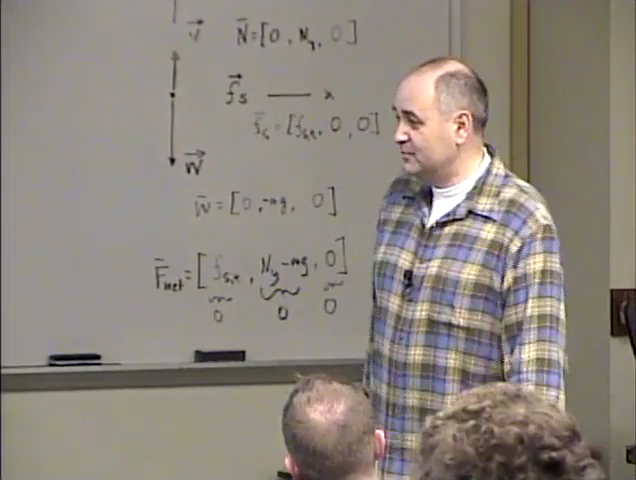 V⃗
N⃗ = [0, Ny, 0]
f⃗s
x
f⃗s = [fs,x, 0, 0]
W⃗
W⃗ = [0, -mg, 0]
F⃗net = [fs,x, Ny-mg, 0]
0 0 0